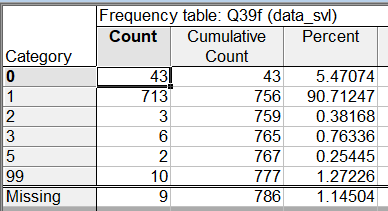 Frequency table: Q39f (data_svl)
Category Count Cumulative Count Percent
0 43 43 5.47074
1 713 756 90.71247
2 3 759 0.38168
3 6 765 0.76336
5 2 767 0.25445
99 10 777 1.27226
Missing 9 786 1.14504